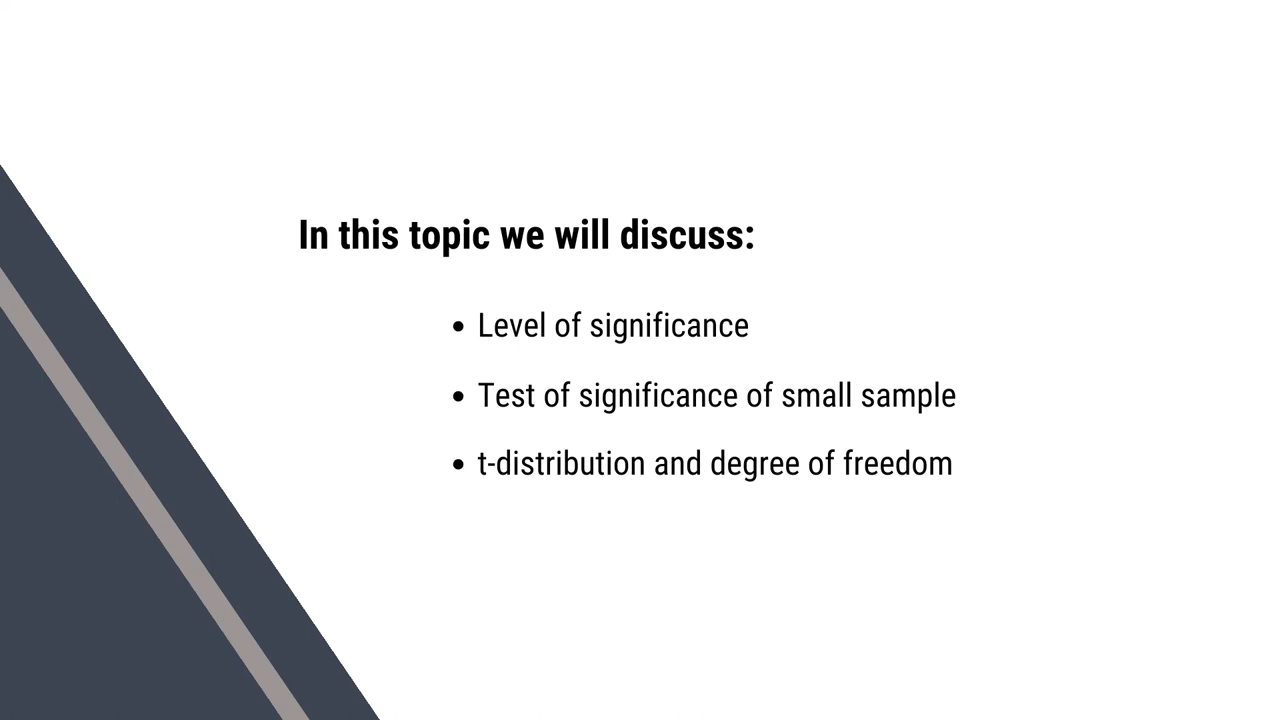 In this topic we will discuss:
• Level of significance
• Test of significance of small sample
• t-distribution and degree of freedom